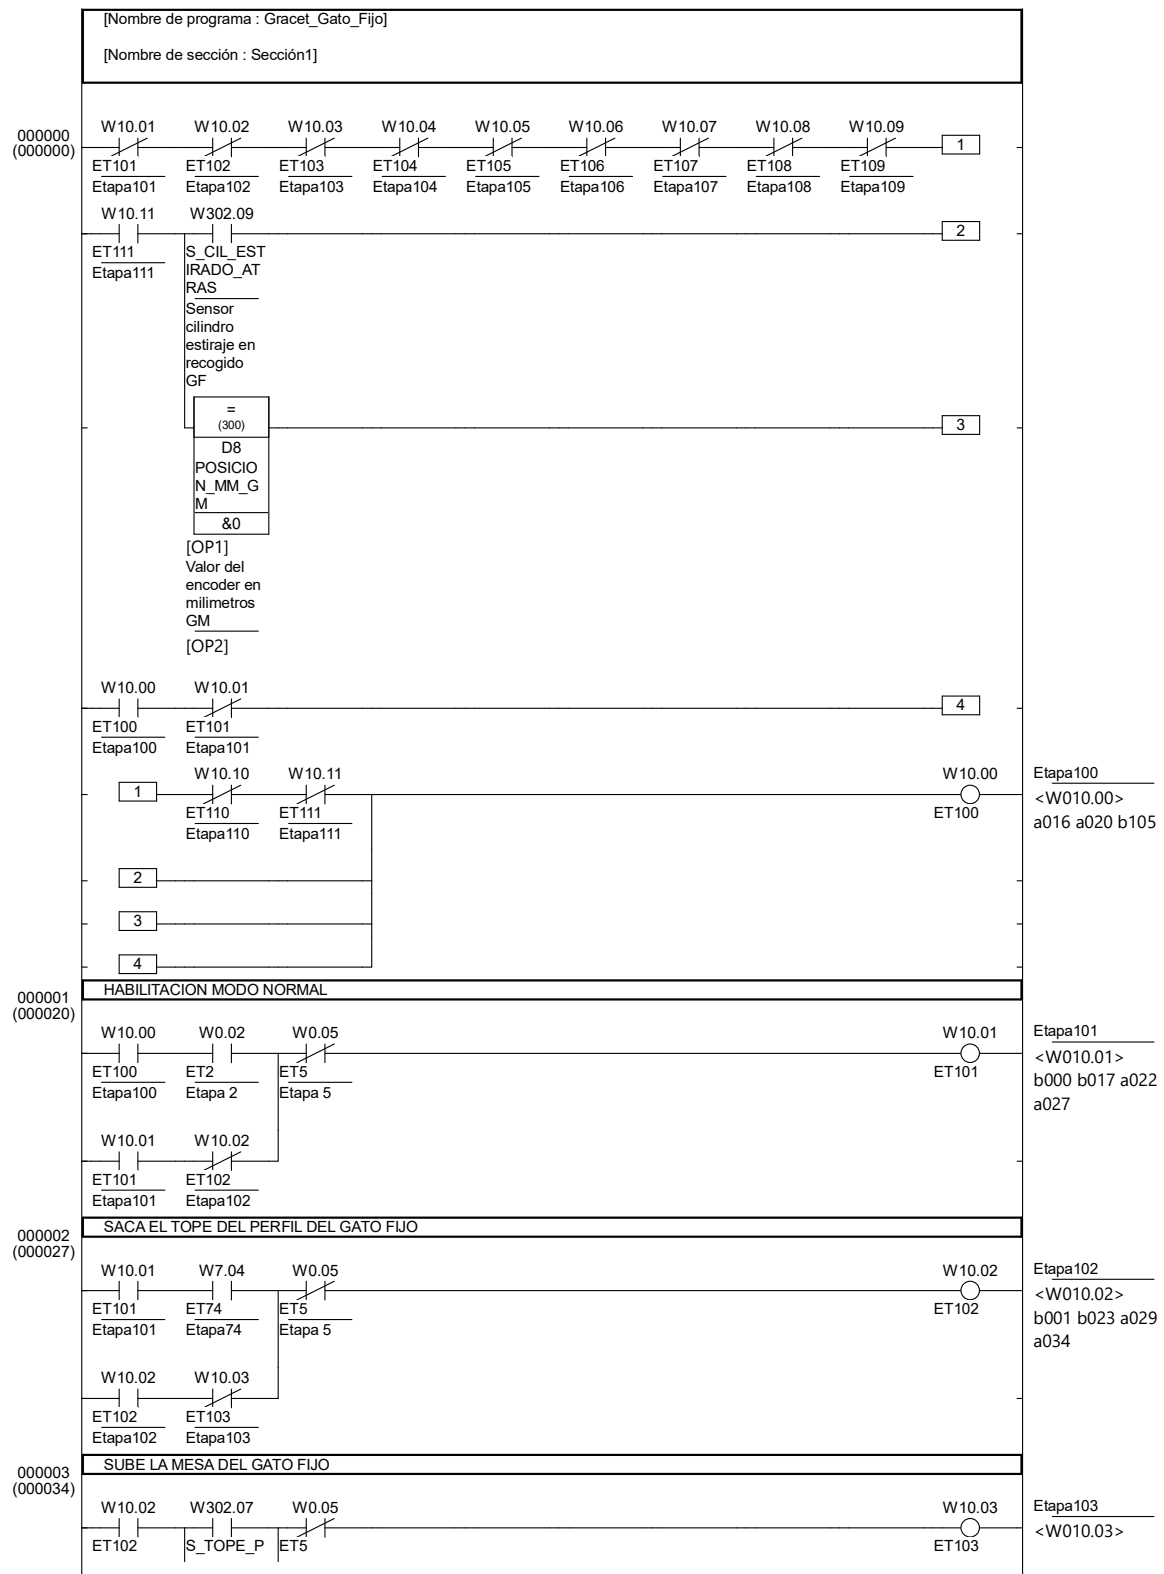 [Nombre de programa : Gracet_Gato_Fijo]
[Nombre de sección : Sección1]
000000
(000000)
W10.01 W10.02 W10.03 W10.04 W10.05 W10.06 W10.07 W10.08 W10.09
1
ET101 ET102 ET103 ET104 ET105 ET106 ET107 ET108 ET109
Etapa101 Etapa102 Etapa103 Etapa104 Etapa105 Etapa106 Etapa107 Etapa108 Etapa109
W10.11 W302.09
2
ET111 S_CIL_EST
Etapa111 IRADO_AT
RAS
Sensor
cilindro
estiraje en
recogido
GF
=
(300)
3
D8
POSICIO
N_MM_G
M
&0
[OP1]
Valor del
encoder en
milimetros
GM
[OP2]
W10.00 W10.01
4
ET100 ET101
Etapa100 Etapa101
W10.10 W10.11 W10.00 Etapa100
1
<W010.00>
ET110 ET111 ET100
a016 a020 b105
Etapa110 Etapa111
2
3
4
000001
(000020)
HABILITACION MODO NORMAL
W10.00 W0.02 W0.05 W10.01 Etapa101
<W010.01>
ET100 ET2 ET5 ET101
b000 b017 a022
Etapa100 Etapa 2 Etapa 5
a027
W10.01 W10.02
ET101 ET102
Etapa101 Etapa102
000002
(000027)
SACA EL TOPE DEL PERFIL DEL GATO FIJO
W10.01 W7.04 W0.05 W10.02 Etapa102
<W010.02>
ET101 ET74 ET5 ET102
b001 b023 a029
Etapa101 Etapa74 Etapa 5
a034
W10.02 W10.03
ET102 ET103
Etapa102 Etapa103
000003
(000034)
SUBE LA MESA DEL GATO FIJO
W10.02 W302.07 W0.05 W10.03 Etapa103
<W010.03>
ET102 S_TOPE_P ET5 ET103